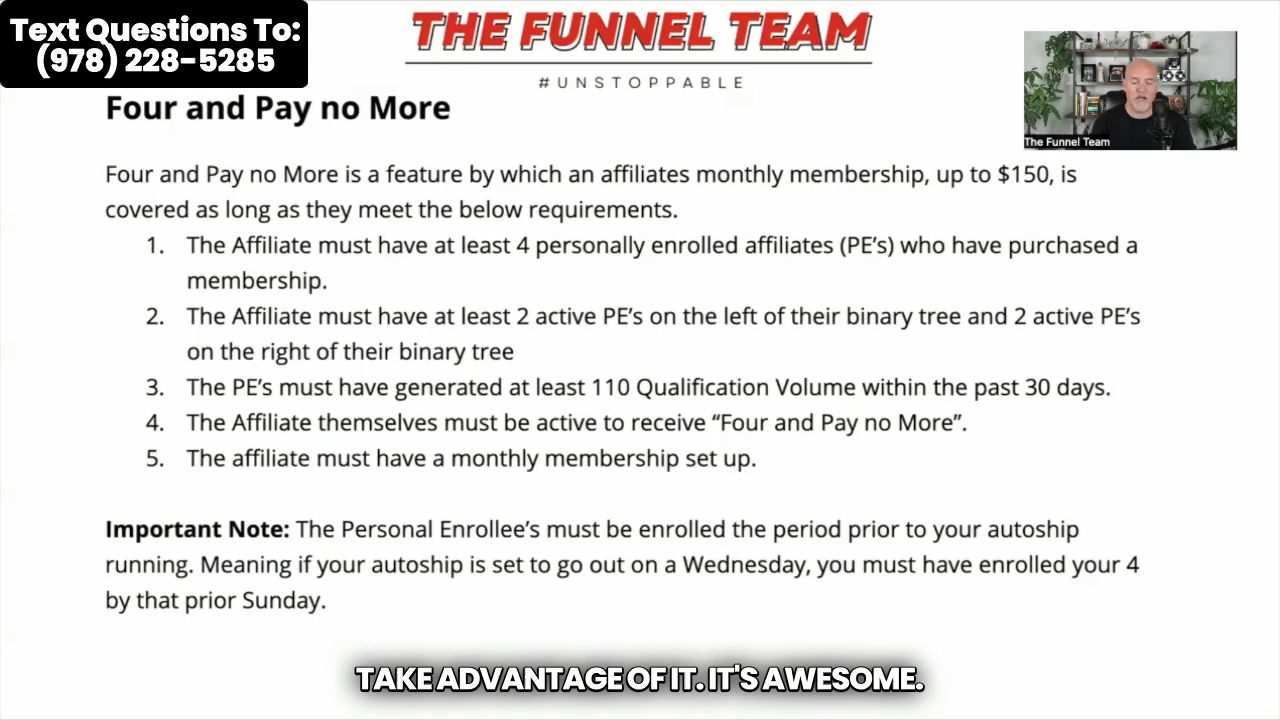 Text Questions To:
(978) 228-5285
THE FUNNEL TEAM
#UNSTOPPABLE
The Funnel Team
Four and Pay no More
Four and Pay no More is a feature by which an affiliates monthly membership, up to $150, is
covered as long as they meet the below requirements.
1. The Affiliate must have at least 4 personally enrolled affiliates (PE’s) who have purchased a
membership.
2. The Affiliate must have at least 2 active PE’s on the left of their binary tree and 2 active PE’s
on the right of their binary tree
3. The PE’s must have generated at least 110 Qualification Volume within the past 30 days.
4. The Affiliate themselves must be active to receive “Four and Pay no More”.
5. The affiliate must have a monthly membership set up.
Important Note: The Personal Enrollee’s must be enrolled the period prior to your autoship
running. Meaning if your autoship is set to go out on a Wednesday, you must have enrolled your 4
by that prior Sunday.
TAKE ADVANTAGE OF IT. IT'S AWESOME.